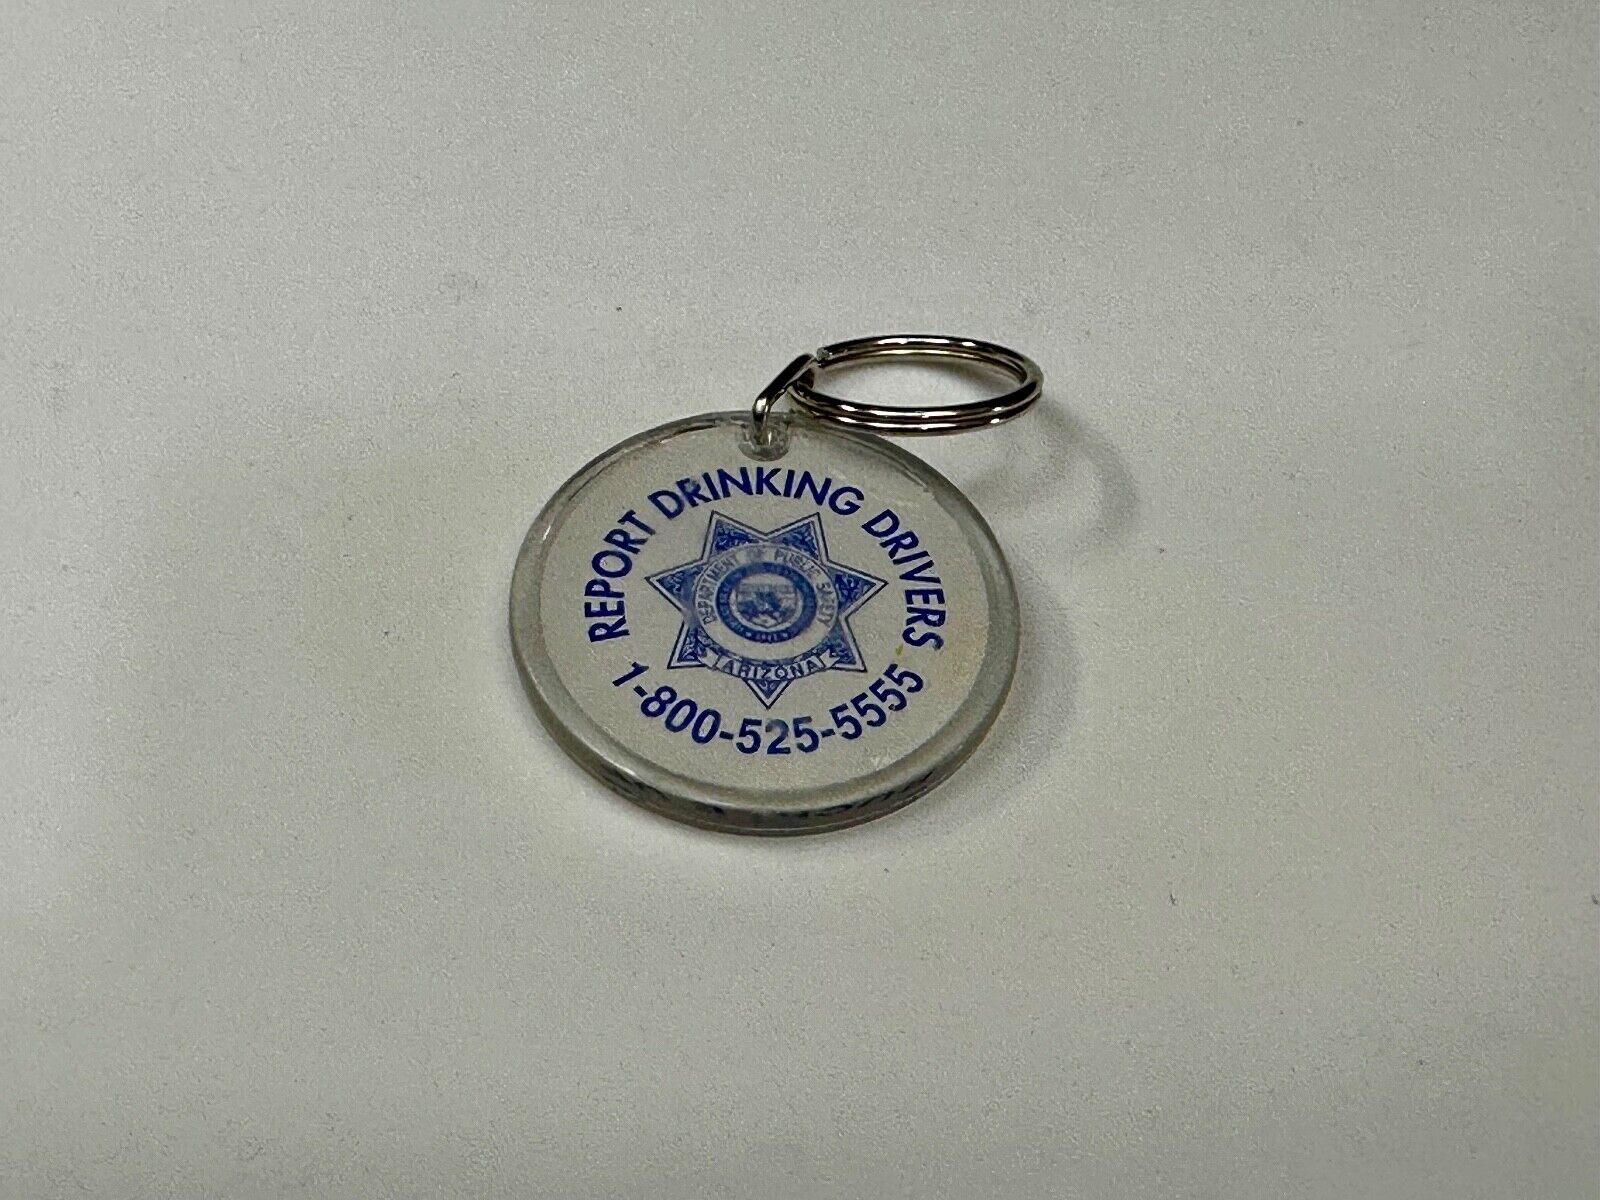 REPORT DRINKING DRIVERS
DEPARTMENT OF PUBLIC SAFETY
ARIZONA
1-800-525-5555